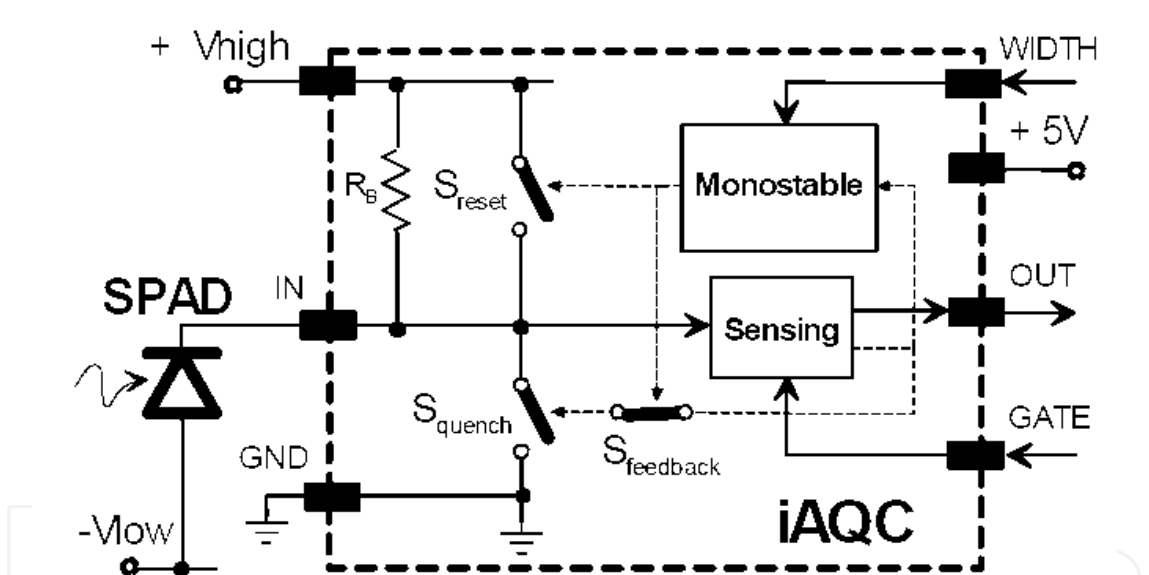 + Vhigh
WIDTH
+ 5V
Monostable
RB
Sreset
SPAD
IN
OUT
Sensing
Squench
Sfeedback
GATE
GND
-Vlow
iAQC